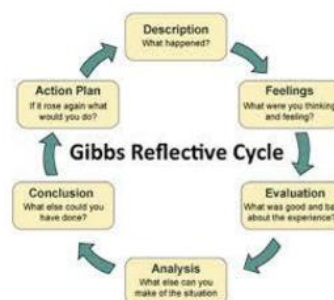 Description
What happened?
Feelings
What were you thinking
and feeling?
Evaluation
What was good and
about the experience?
Analysis
What else can you
make of the situation
Conclusion
What else could you
have done?
Action Plan
If it rose again what
would you do?
Gibbs Reflective Cycle